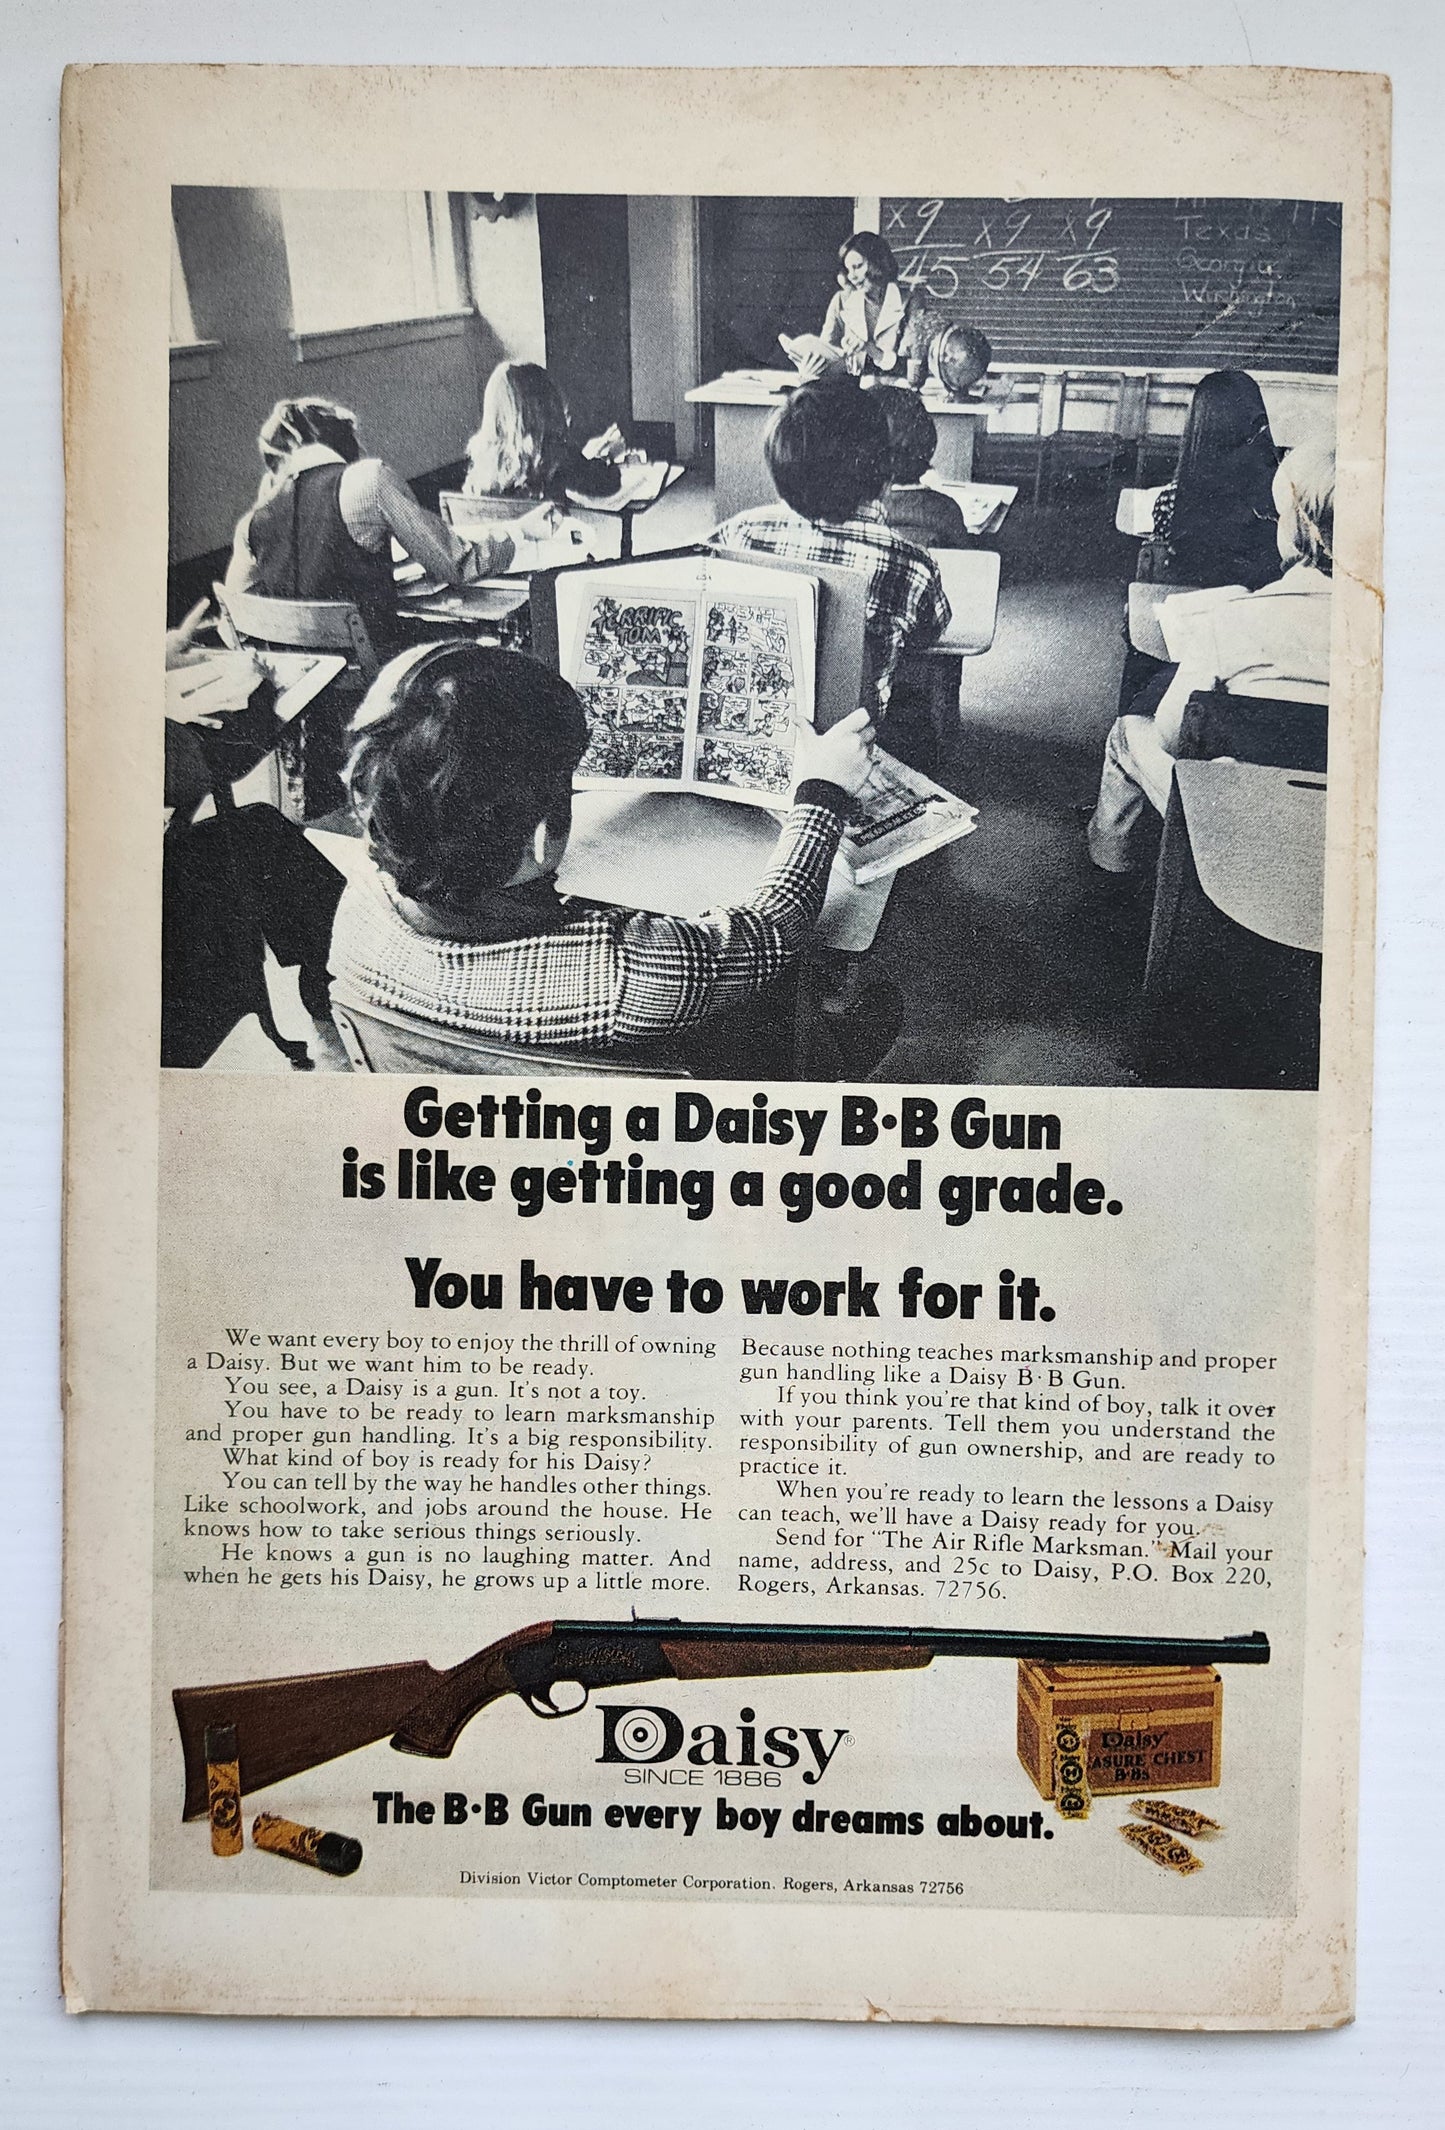 x9 x9 x9
45 54 63
Texas
Georgia
Washington
TERRIFIC
TOM
Getting a Daisy B·B Gun
is like getting a good grade.
You have to work for it.
We want every boy to enjoy the thrill of owning
a Daisy. But we want him to be ready.
You see, a Daisy is a gun. It's not a toy.
You have to be ready to learn marksmanship
and proper gun handling. It's a big responsibility.
What kind of boy is ready for his Daisy?
You can tell by the way he handles other things.
Like schoolwork, and jobs around the house. He
knows how to take serious things seriously.
He knows a gun is no laughing matter. And
when he gets his Daisy, he grows up a little more.
Because nothing teaches marksmanship and proper
gun handling like a Daisy B·B Gun.
If you think you're that kind of boy, talk it over
with your parents. Tell them you understand the
responsibility of gun ownership, and are ready to
practice it.
When you're ready to learn the lessons a Daisy
can teach, we'll have a Daisy ready for you.
Send for "The Air Rifle Marksman." Mail your
name, address, and 25c to Daisy, P.O. Box 220,
Rogers, Arkansas. 72756.
Daisy®
SINCE 1886
Daisy
ASURE CHEST
B·Bs
The B·B Gun every boy dreams about.
Division Victor Comptometer Corporation. Rogers, Arkansas 72756